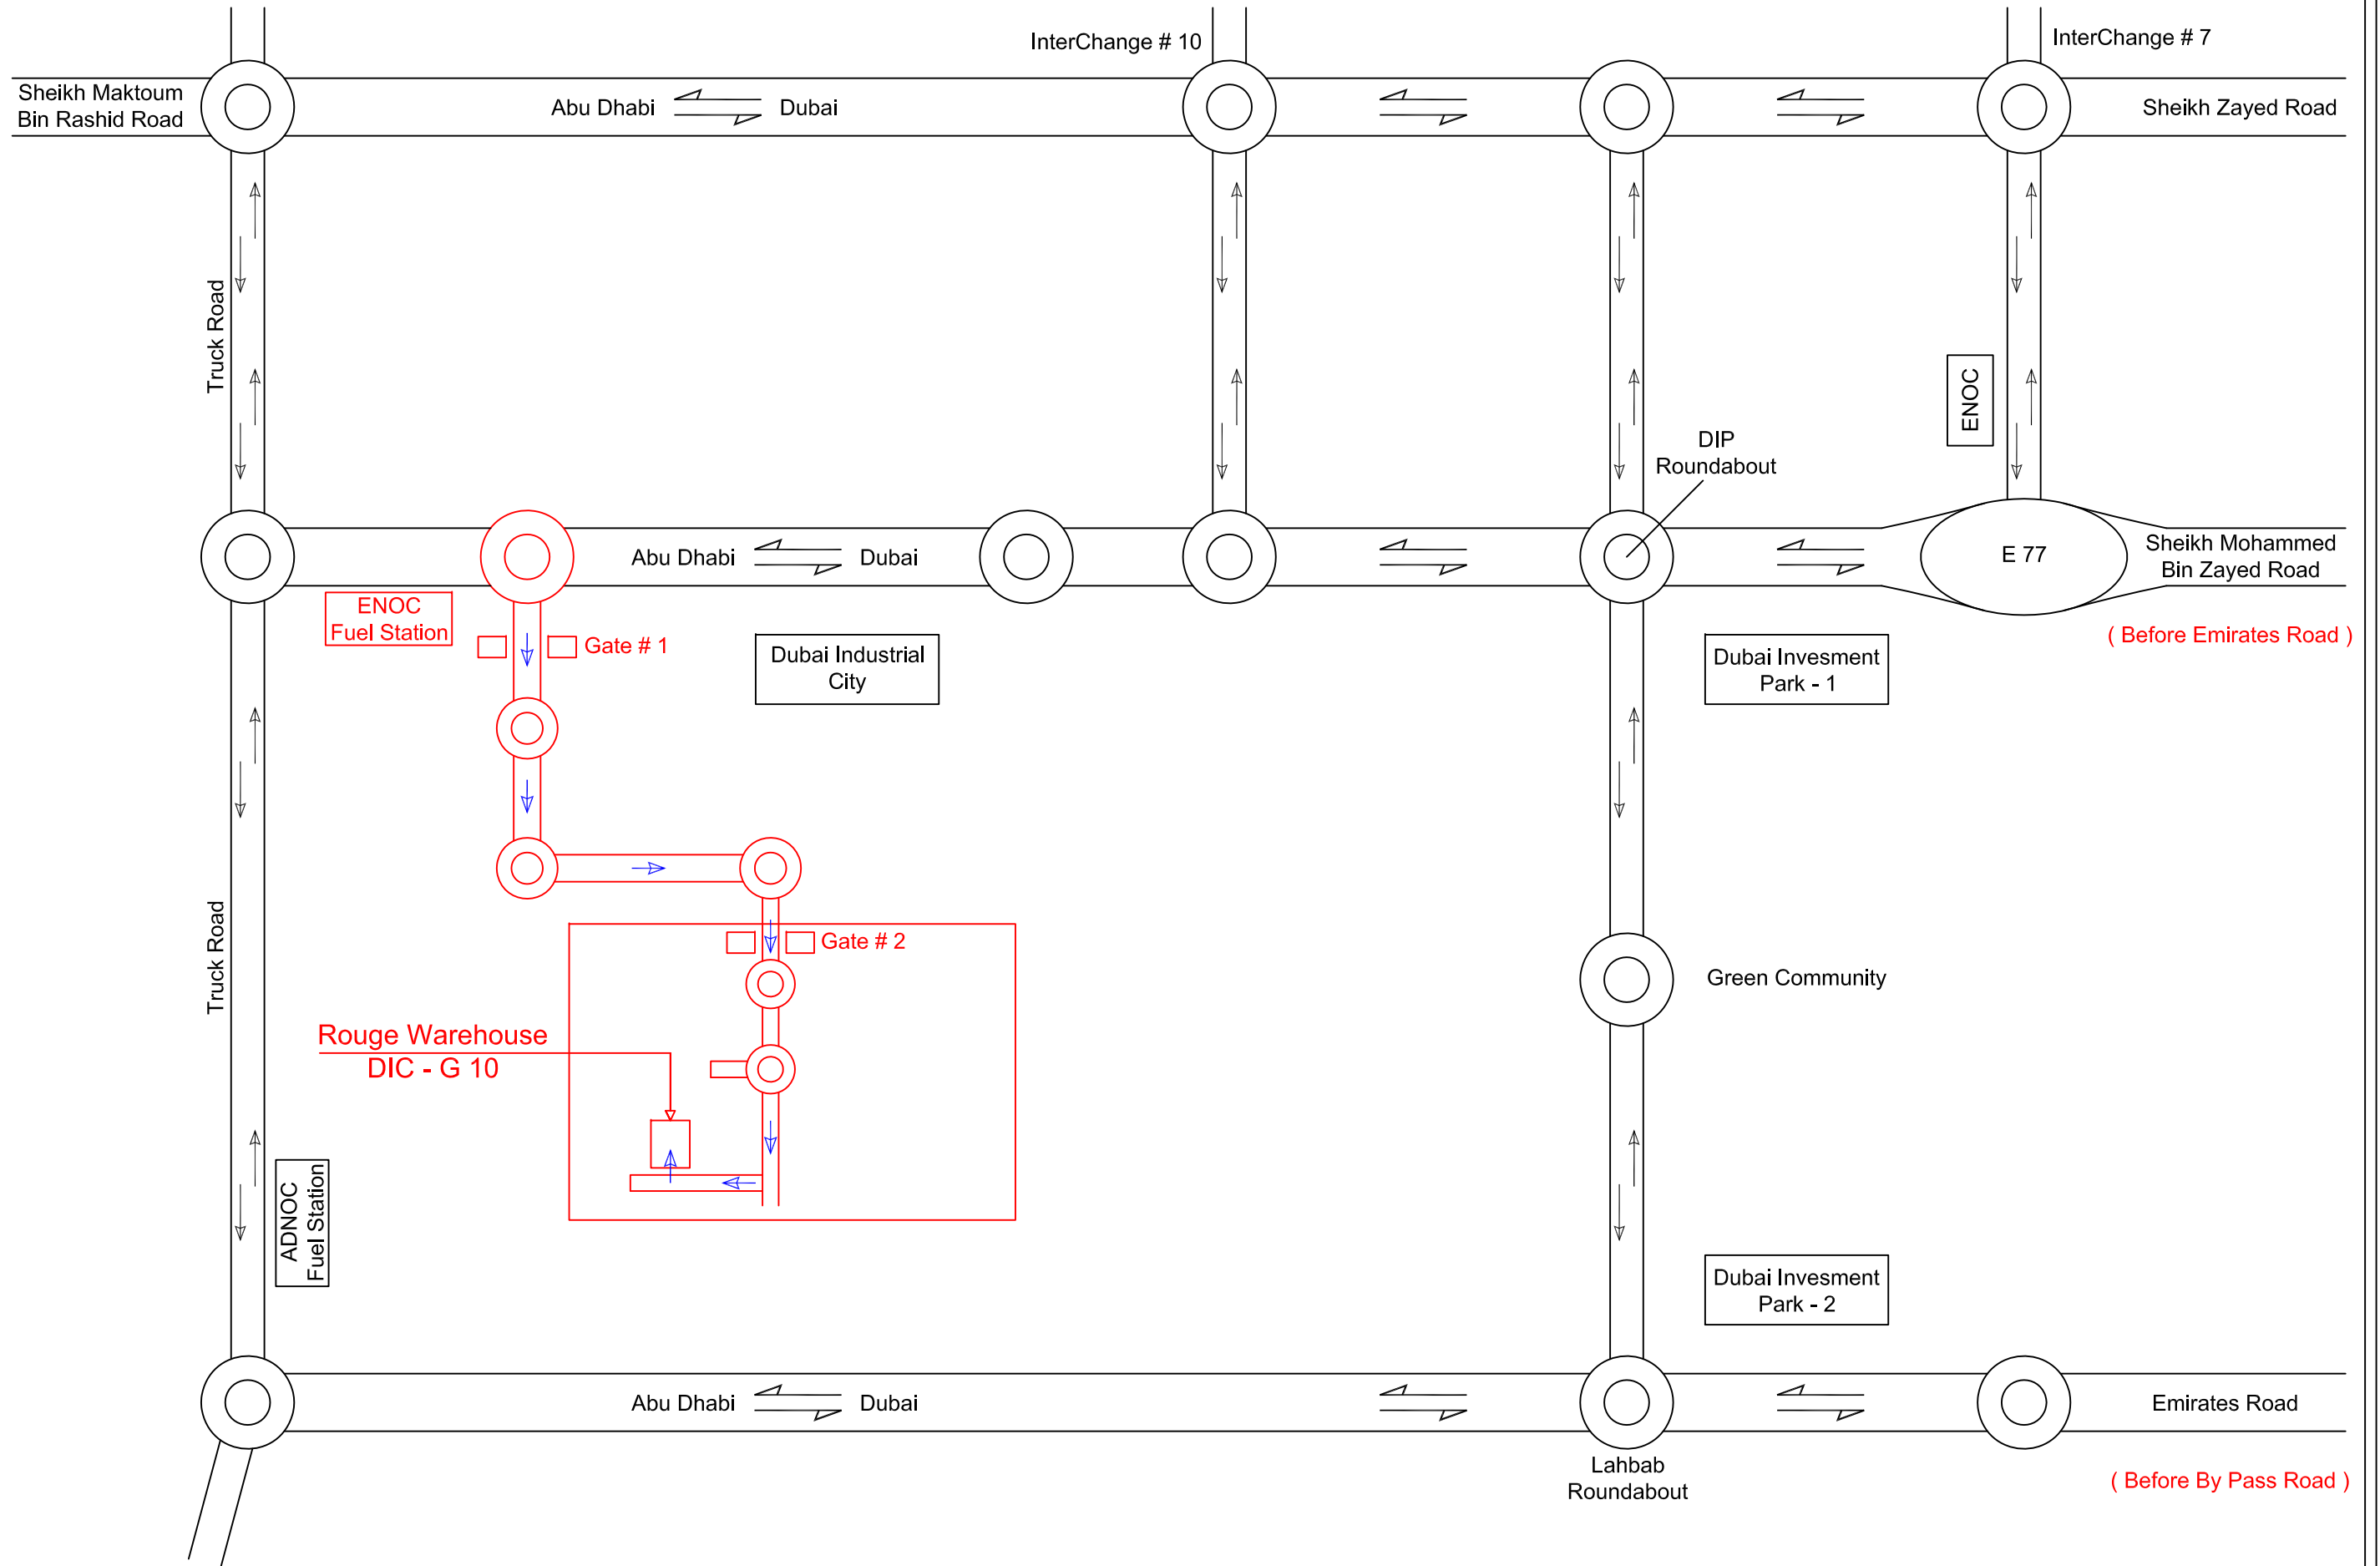 InterChange # 10
InterChange # 7
Sheikh Maktoum
Bin Rashid Road
Abu Dhabi
Dubai
Sheikh Zayed Road
Truck Road
ENOC
DIP
Roundabout
Abu Dhabi
Dubai
E 77
Sheikh Mohammed
Bin Zayed Road
ENOC
Fuel Station
Gate # 1
Dubai Industrial
City
Dubai Invesment
Park - 1
( Before Emirates Road )
Truck Road
Gate # 2
Green Community
Rouge Warehouse
DIC - G 10
ADNOC
Fuel Station
Dubai Invesment
Park - 2
Abu Dhabi
Dubai
Emirates Road
Lahbab
Roundabout
( Before By Pass Road )